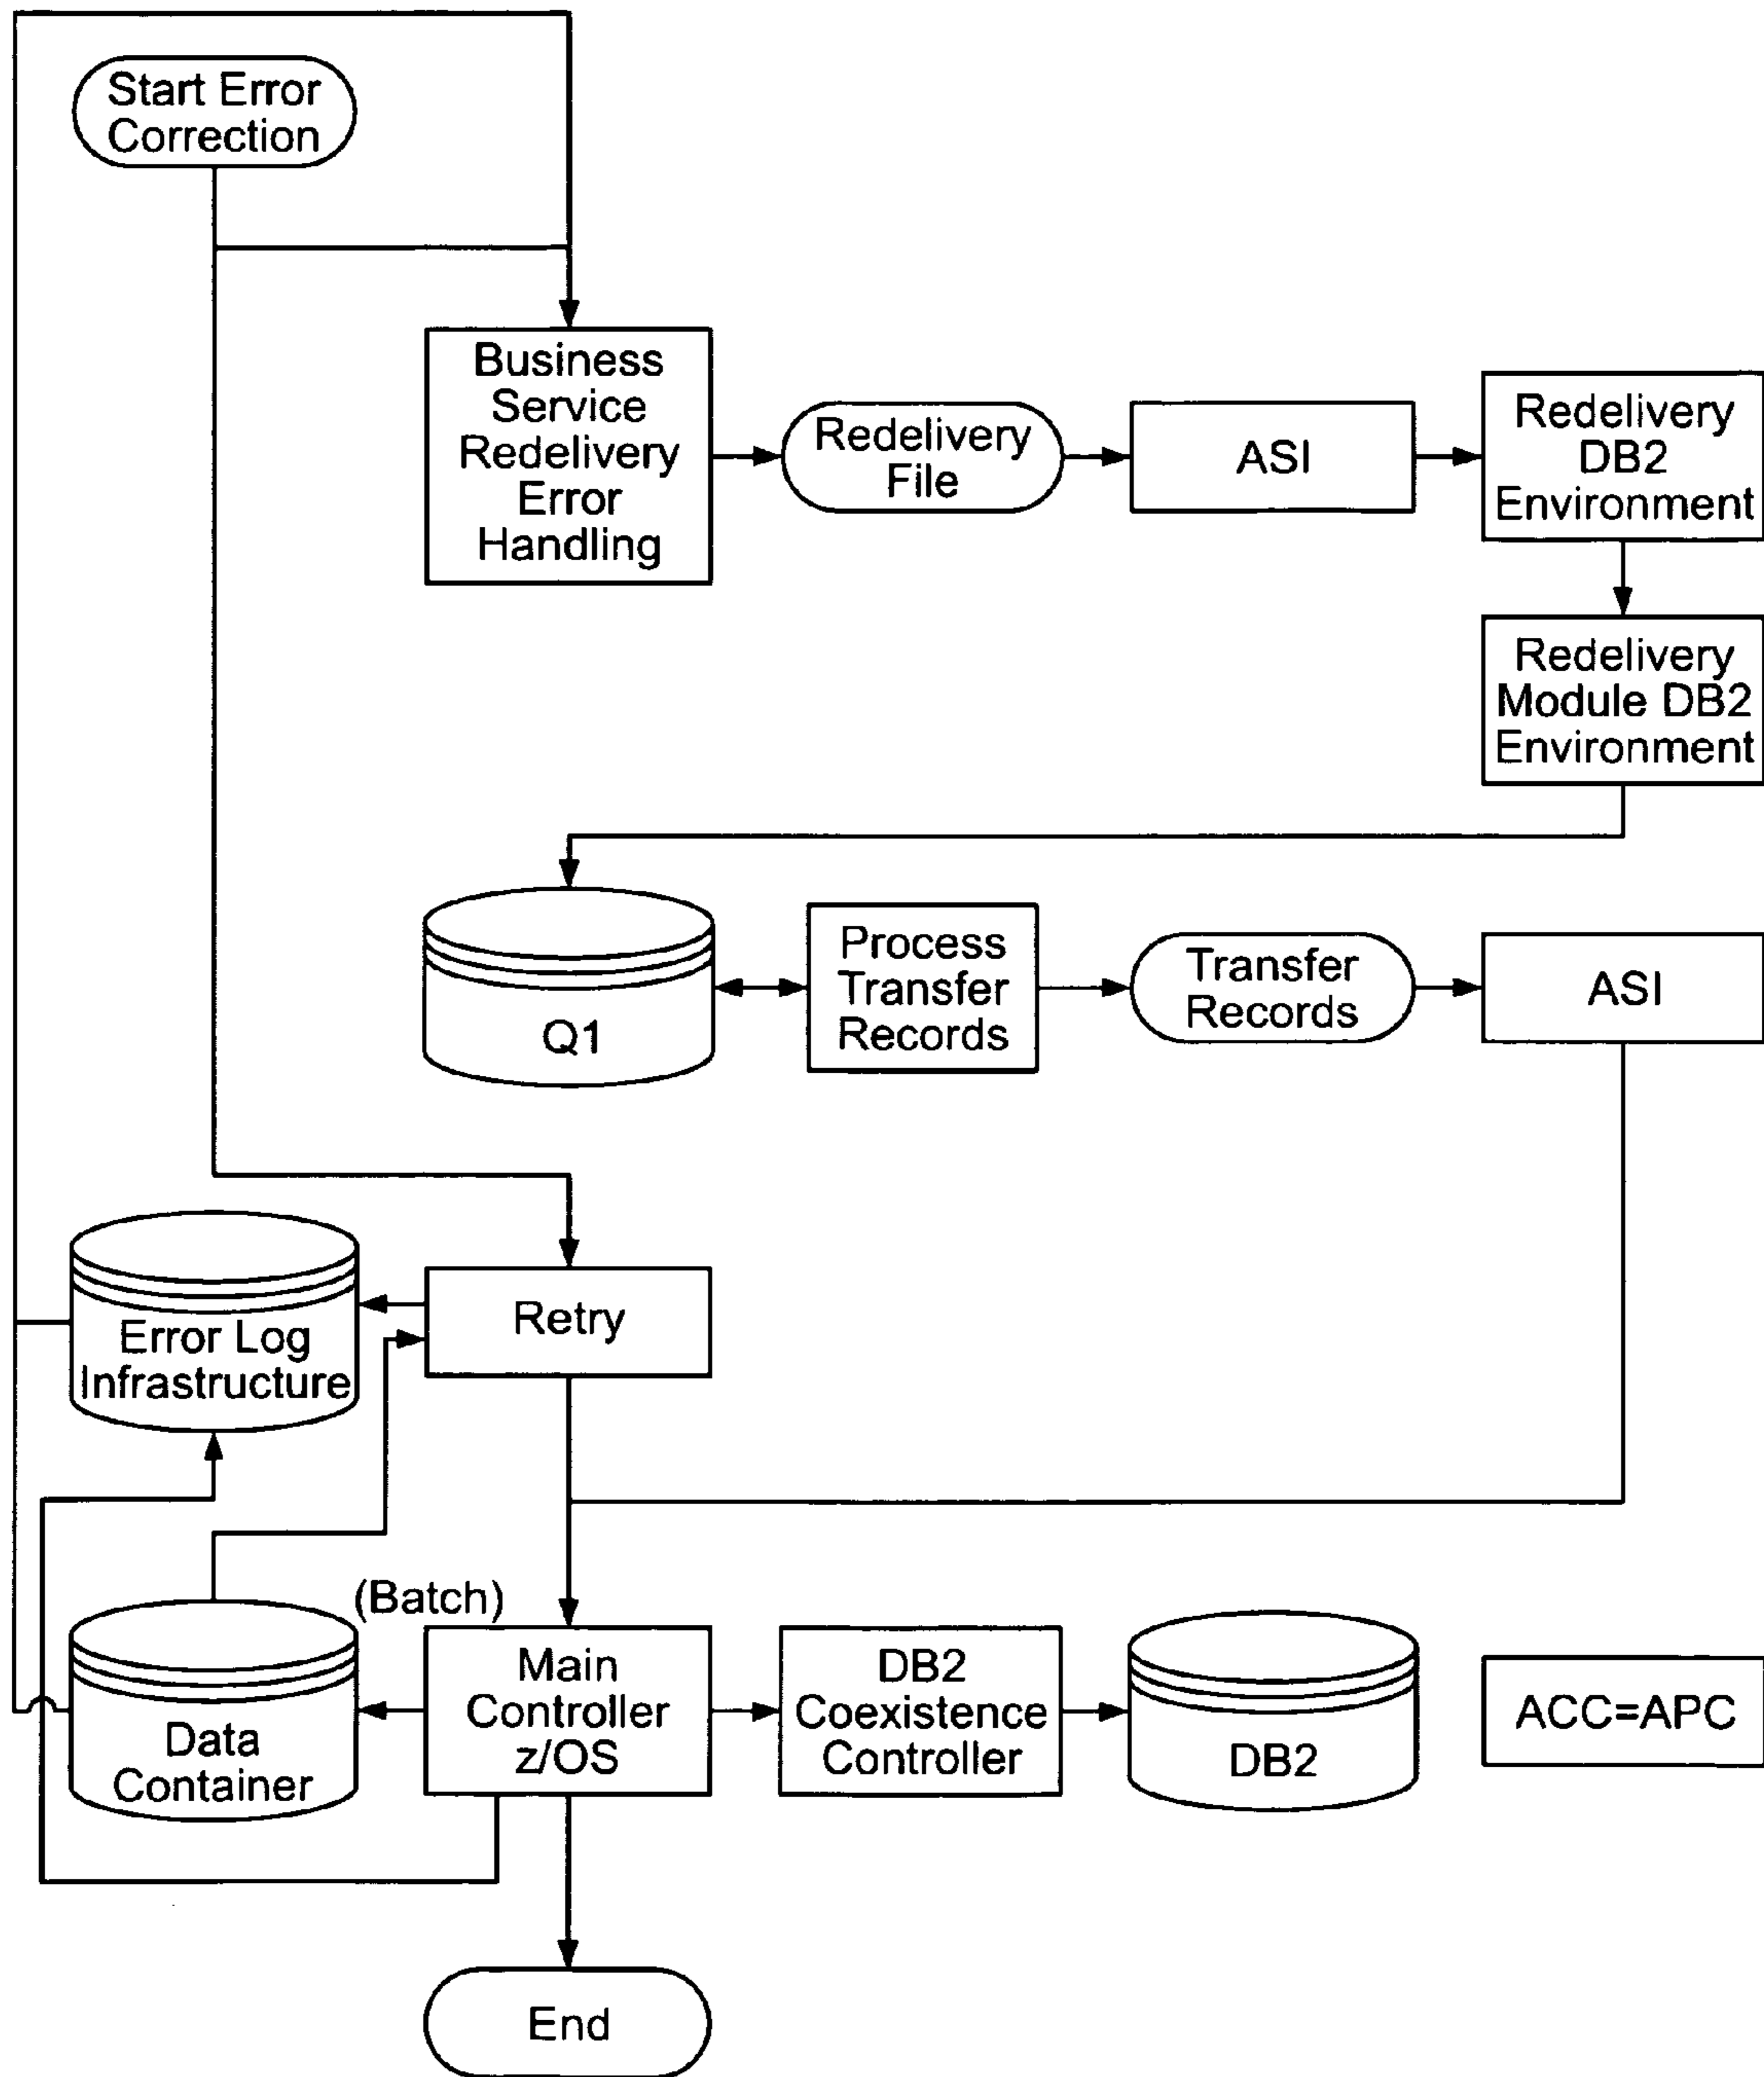 Start Error
Correction
Business
Service
Redelivery
Error
Handling
Redelivery
File
ASI
Redelivery
DB2
Environment
Redelivery
Module DB2
Environment
Q1
Process
Transfer
Records
Transfer
Records
ASI
Retry
Error Log
Infrastructure
(Batch)
Data
Container
Main
Controller
z/OS
DB2
Coexistence
Controller
DB2
ACC=APC
End